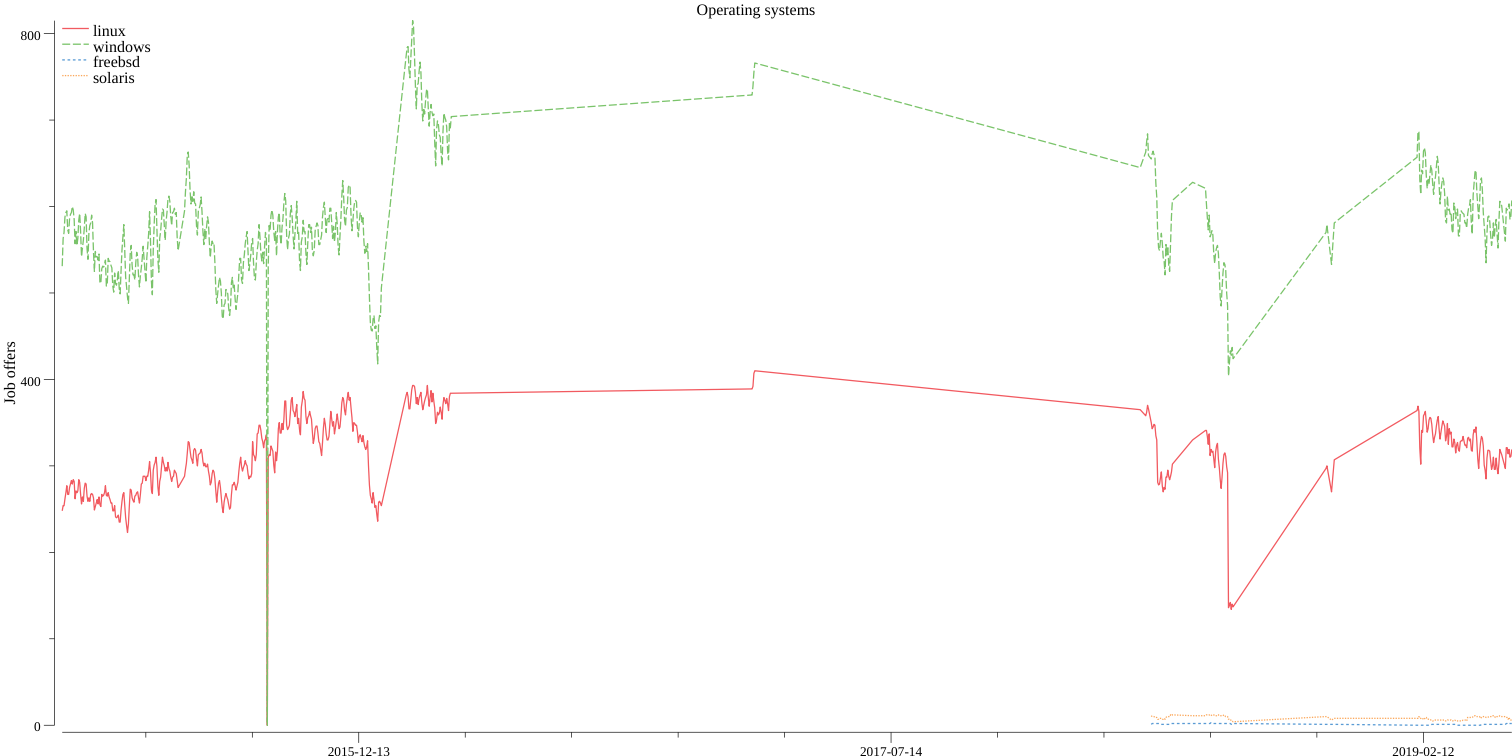 Operating systems
linux
windows
freebsd
solaris
Job offers
800
400
0
2015-12-13
2017-07-14
2019-02-12